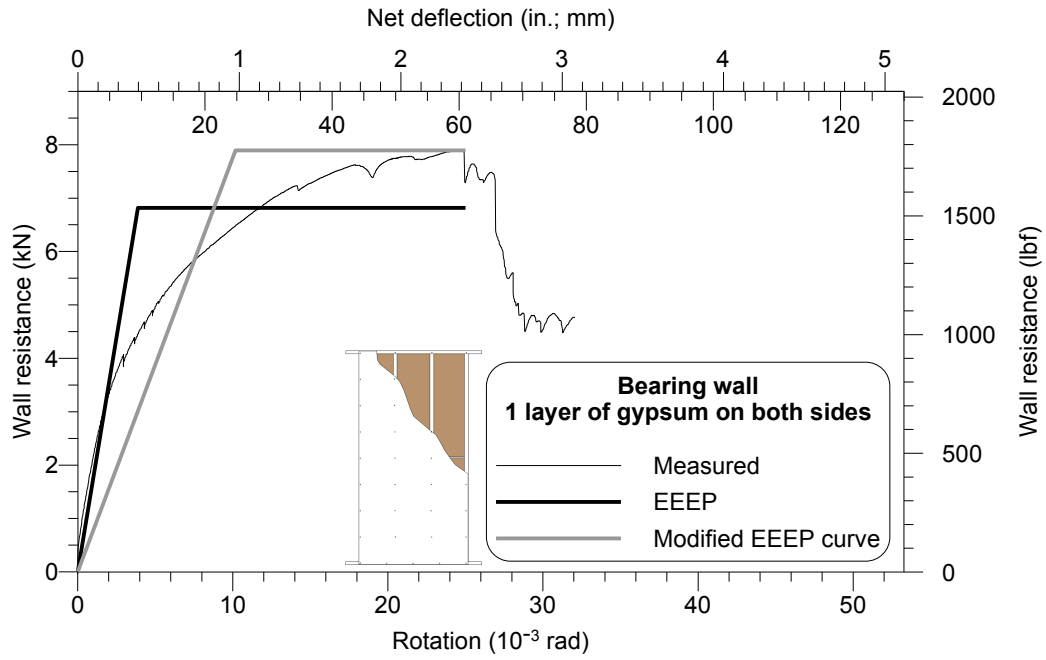 Net deflection (in.; mm)
0 1 2 3 4 5
20 40 60 80 100 120
Wall resistance (kN)
8
6
4
2
0
2000
1500
1000
500
0
Wall resistance (lbf)
Bearing wall
1 layer of gypsum on both sides
Measured
EEEP
Modified EEEP curve
0 10 20 30 40 50
Rotation (10⁻³ rad)